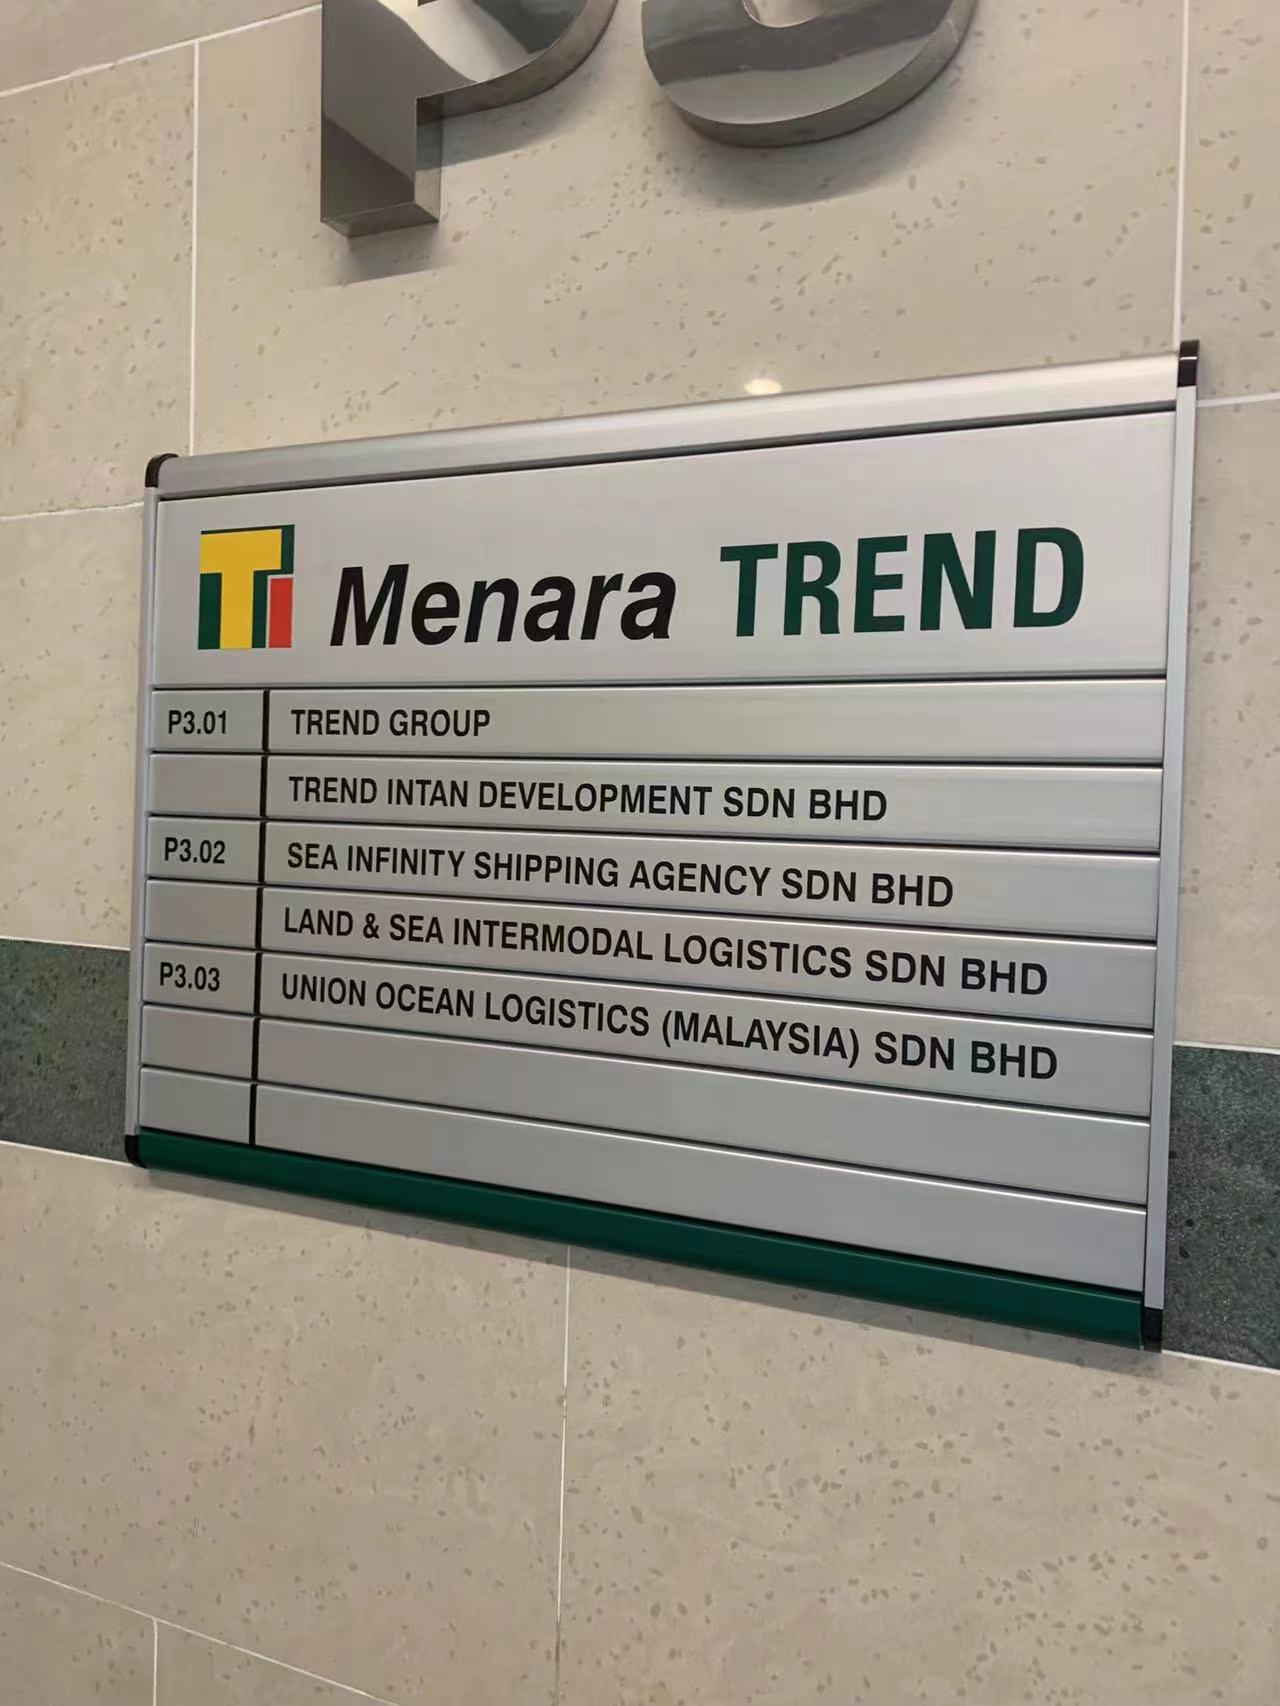 P3
Menara TREND
P3.01 TREND GROUP
TREND INTAN DEVELOPMENT SDN BHD
P3.02 SEA INFINITY SHIPPING AGENCY SDN BHD
LAND & SEA INTERMODAL LOGISTICS SDN BHD
P3.03 UNION OCEAN LOGISTICS (MALAYSIA) SDN BHD